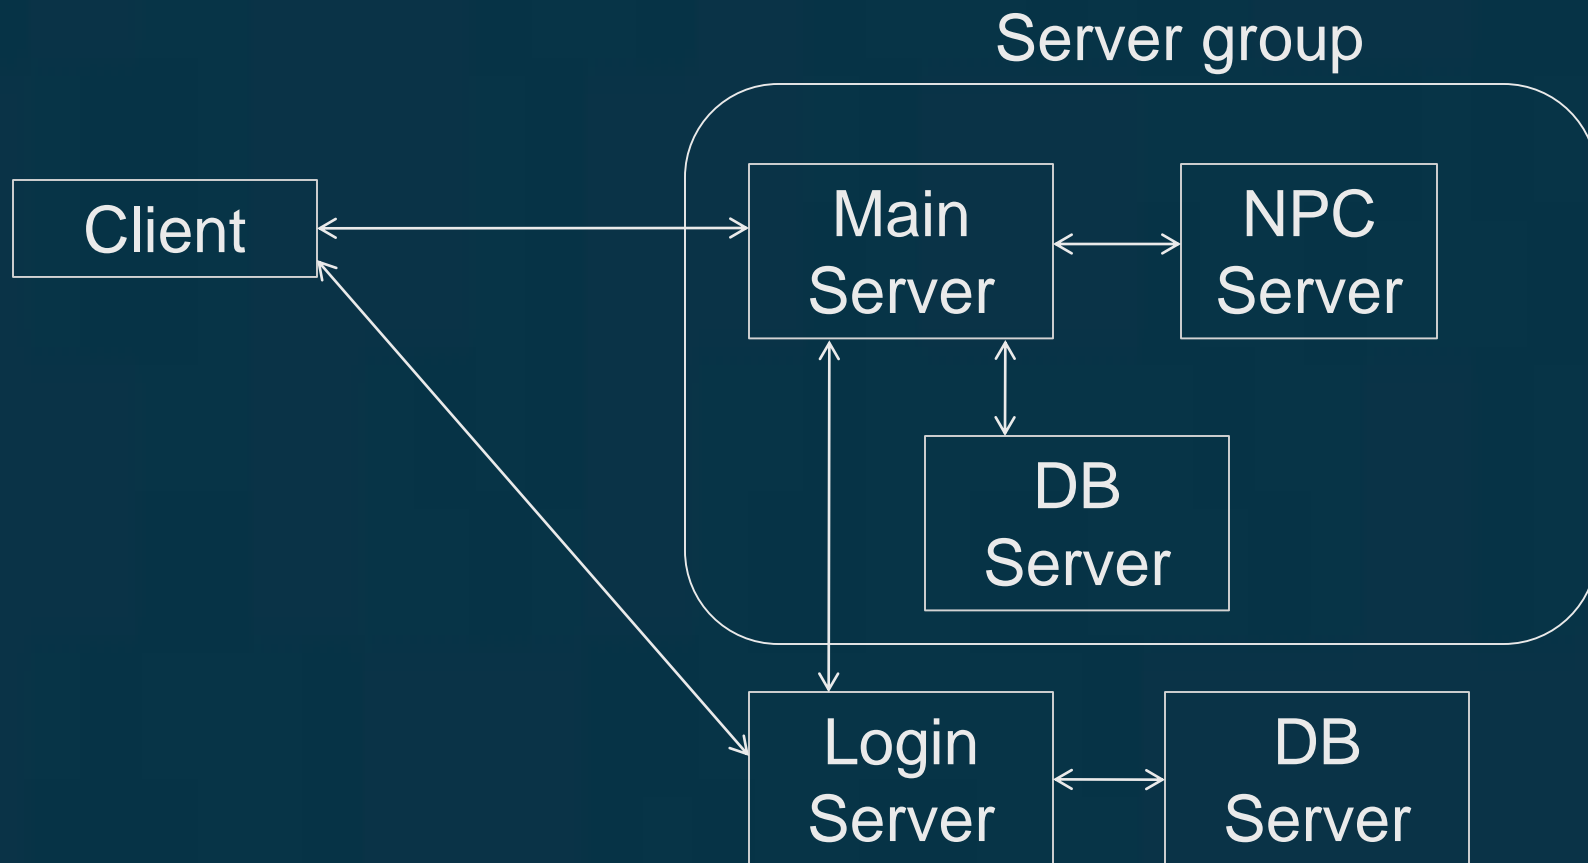 Server group
Client
Main
Server
NPC
Server
DB
Server
Login
Server
DB
Server